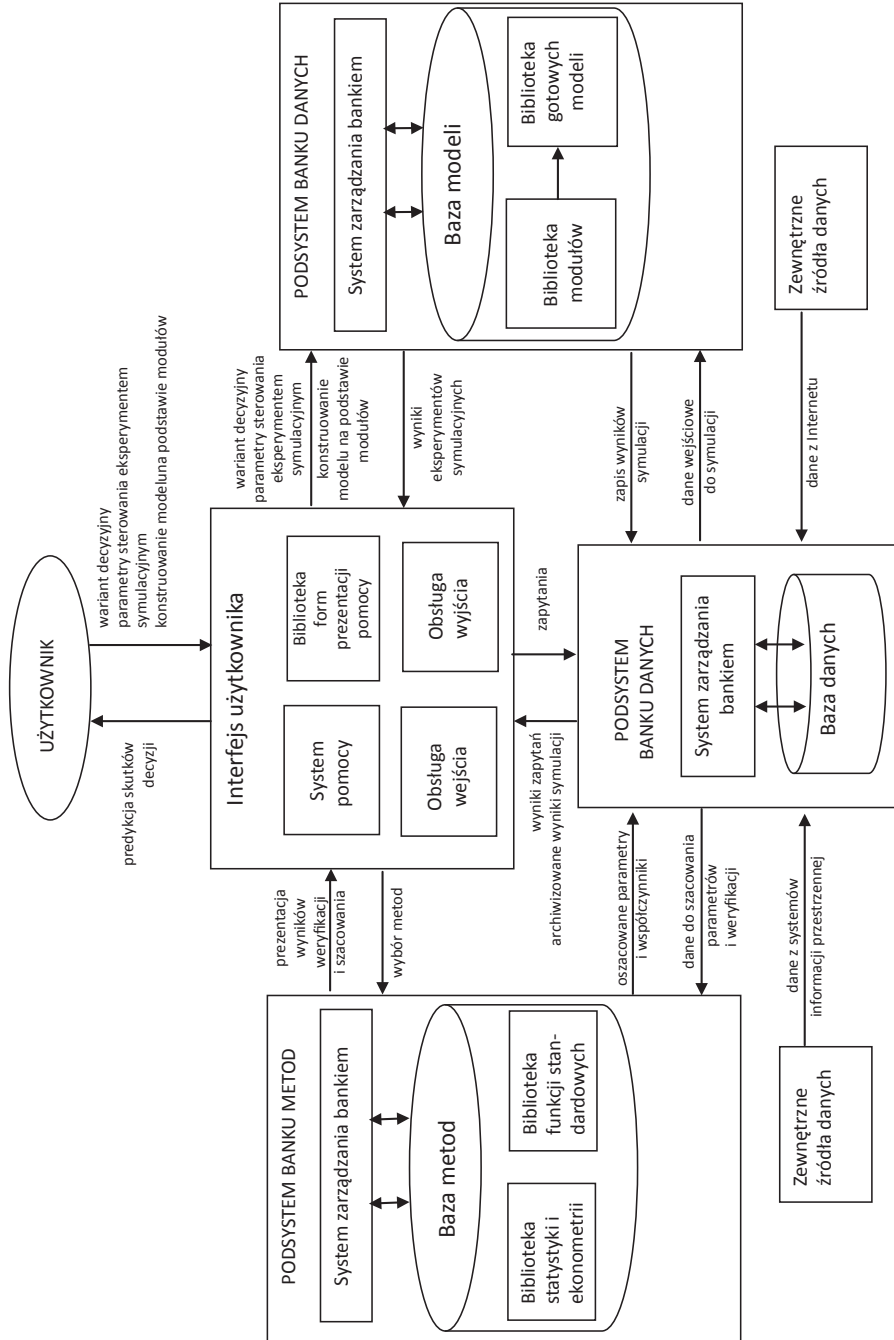 UŻYTKOWNIK
predykcja skutków
decyzji
wariant decyzyjny
parametry sterowania eksperymentem
symulacyjnym
konstruowanie modeluna podstawie modułów
PODSYSTEM BANKU METOD
System zarządzania bankiem
Baza metod
Biblioteka
statystyki i
ekonometrii
Biblioteka
funkcji stan-
dardowych
prezentacja
wyników
weryfikacji
i szacowania
wybór metod
Interfejs użytkownika
System
pomocy
Biblioteka
form
prezentacji
pomocy
Obsługa
wejścia
Obsługa
wyjścia
wariant decyzyjny
parametry sterowania
eksperymentem
symulacyjnym
konstruowanie
modelu na podstawie
modułów
wyniki
eksperymentów
symulacyjnych
PODSYSTEM BANKU DANYCH
System zarządzania bankiem
Baza modeli
Biblioteka
modułów
Biblioteka
gotowych
modeli
wyniki zapytań
archiwizowane wyniki symulacji
zapytania
oszacowane parametry
i współczynniki
dane do szacowania
parametrów
i weryfikacji
dane z systemów
informacji przestrzennej
PODSYSTEM
BANKU DANYCH
System zarządzania
bankiem
Baza danych
zapis wyników
symulacji
dane wejściowe
do symulacji
dane z Internetu
Zewnętrzne
źródła danych
Zewnętrzne
źródła danych